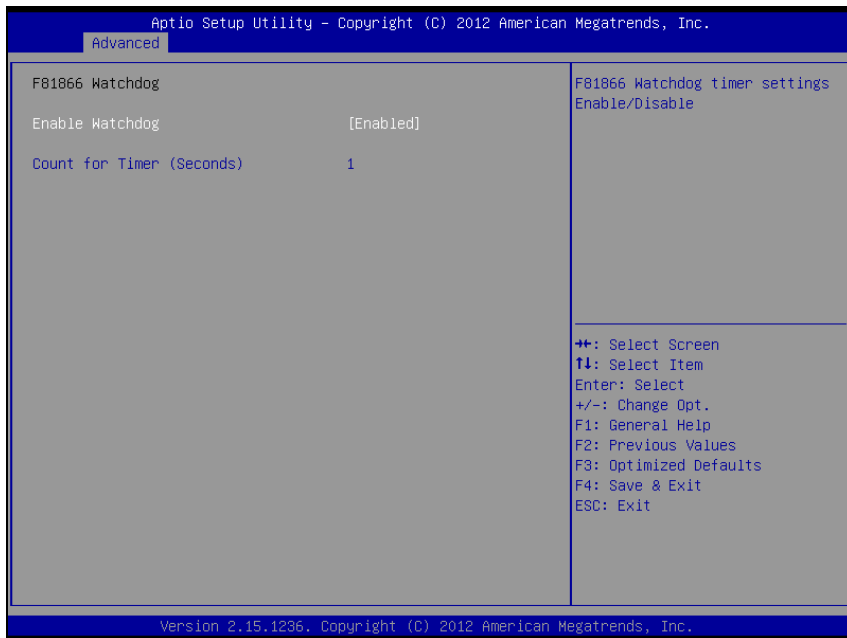 Aptio Setup Utility – Copyright (C) 2012 American Megatrends, Inc.
Advanced
F81866 Watchdog
Enable Watchdog [Enabled]
Count for Timer (Seconds) 1
F81866 Watchdog timer settings
Enable/Disable
→←: Select Screen
↑↓: Select Item
Enter: Select
+/-: Change Opt.
F1: General Help
F2: Previous Values
F3: Optimized Defaults
F4: Save & Exit
ESC: Exit
Version 2.15.1236. Copyright (C) 2012 American Megatrends, Inc.